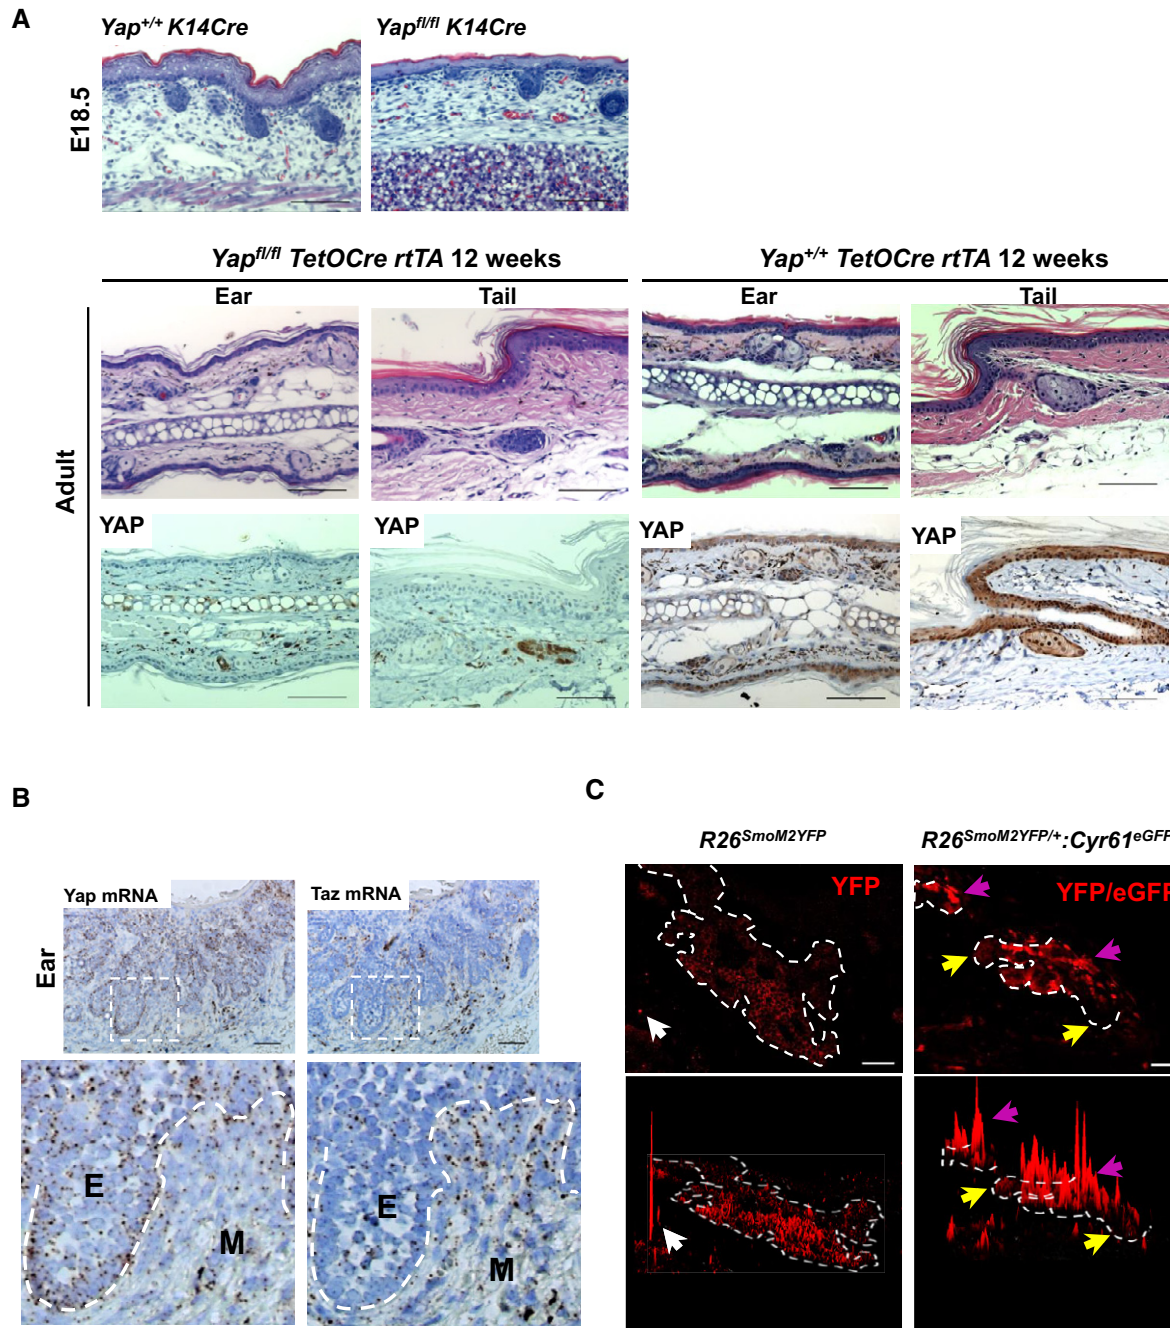 A
Yap+/+ K14Cre
Yapfl/fl K14Cre
E18.5
Yapfl/fl TetOCre rtTA 12 weeks
Yap+/+ TetOCre rtTA 12 weeks
Ear
Tail
Ear
Tail
Adult
YAP
YAP
YAP
YAP
B
C
R26SmoM2YFP
R26SmoM2YFP/+:Cyr61eGFP
Yap mRNA
Taz mRNA
YFP
YFP/eGFP
Ear
E
M
E
M